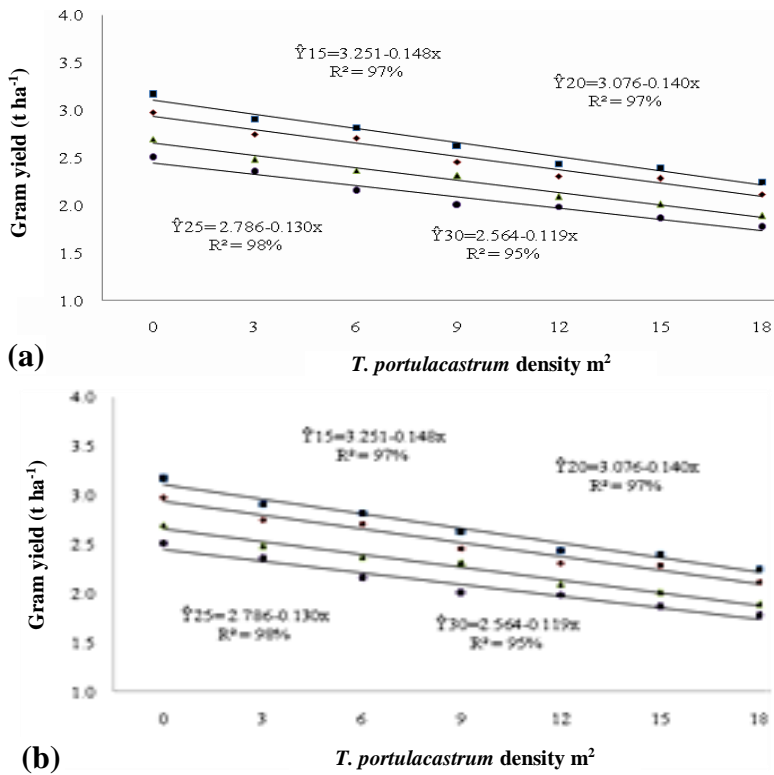 4.0
3.5
3.0
2.5
2.0
1.5
1.0
Gram yield (t ha⁻¹)
Ŷ15=3.251-0.148x
R² = 97%
Ŷ20=3.076-0.140x
R² = 97%
Ŷ25=2.786-0.130x
R² = 98%
Ŷ30=2.564-0.119x
R² = 95%
0 3 6 9 12 15 18
(a)
T. portulacastrum density m²
4.0
3.5
3.0
2.5
2.0
1.5
1.0
Gram yield (t ha⁻¹)
Ŷ15=3.251-0.148x
R² = 97%
Ŷ20=3.076-0.140x
R² = 97%
Ŷ25=2 786-0.130x
R² = 98%
Ŷ30=2 564-0 119x
R² = 95%
0 3 6 9 12 15 18
(b)
T. portulacastrum density m²